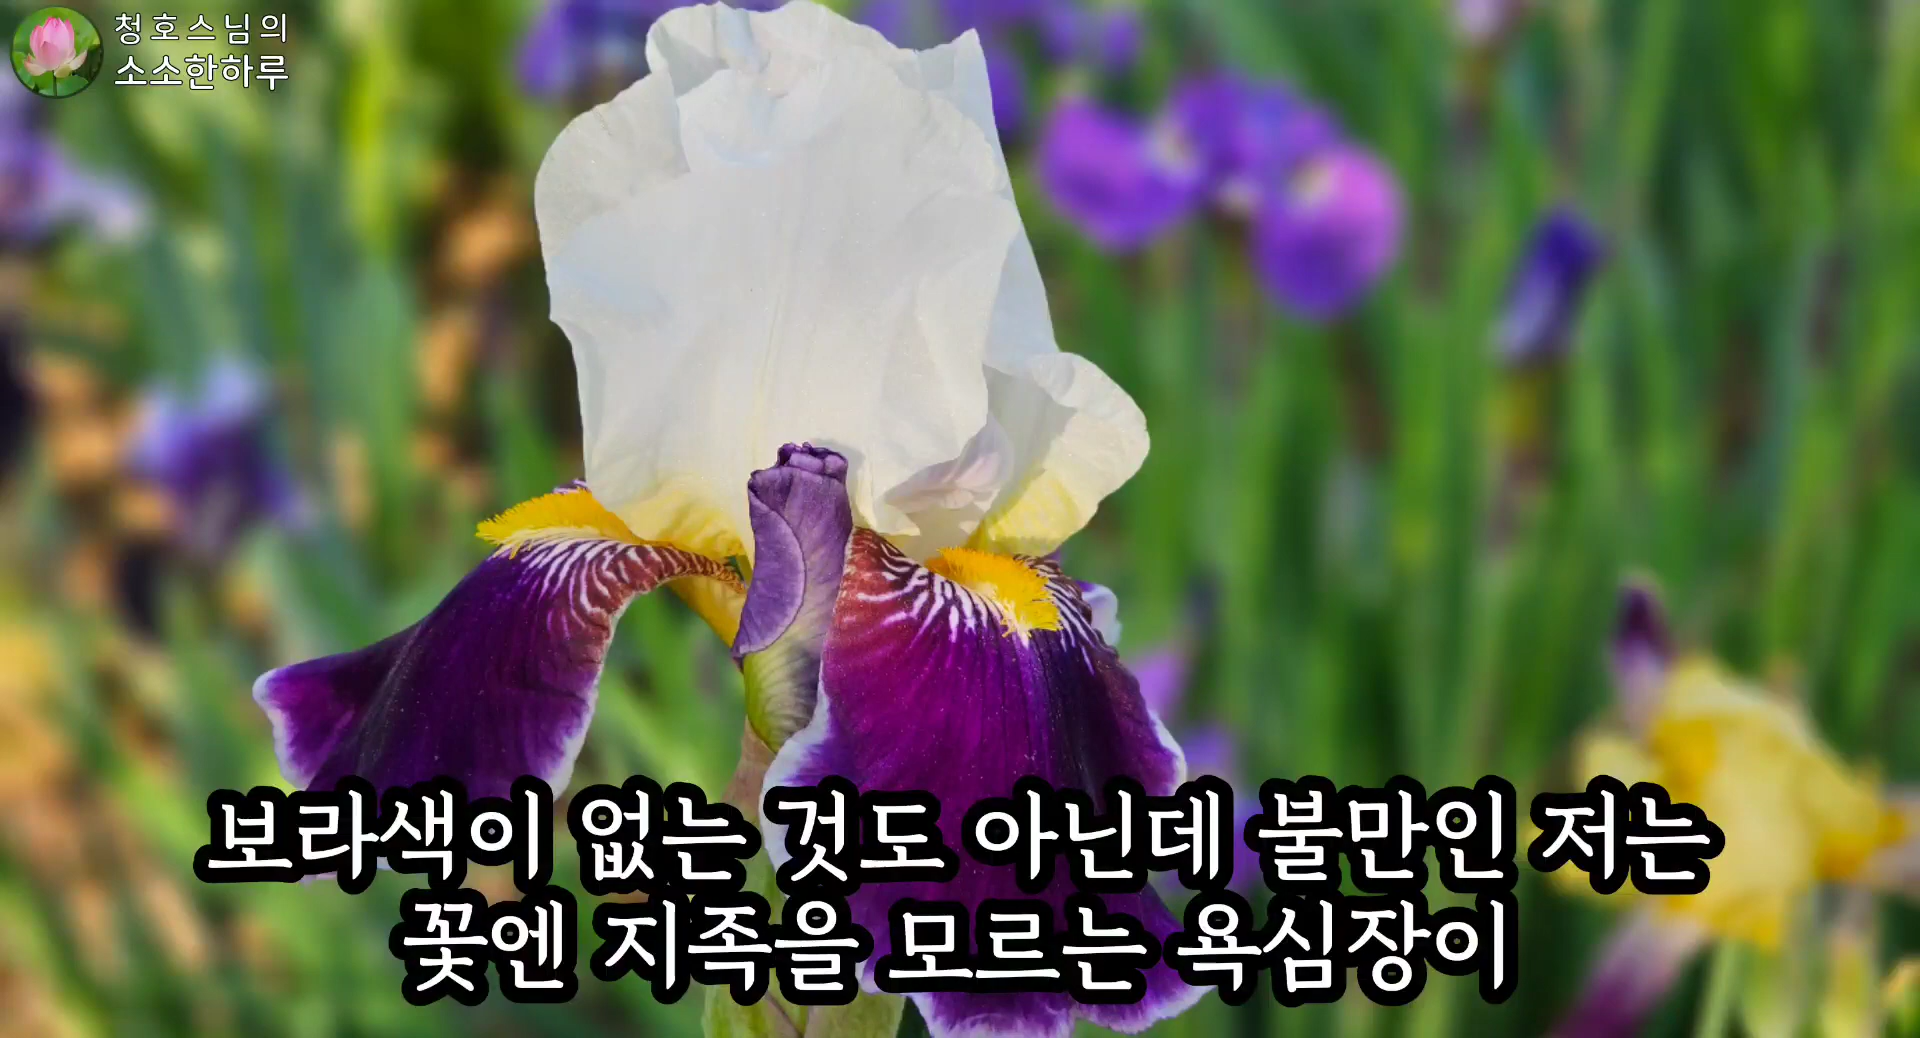 청호스님의
소소한하루
보라색이 없는 것도 아닌데 불만인 저는
꽃엔 지족을 모르는 욕심장이